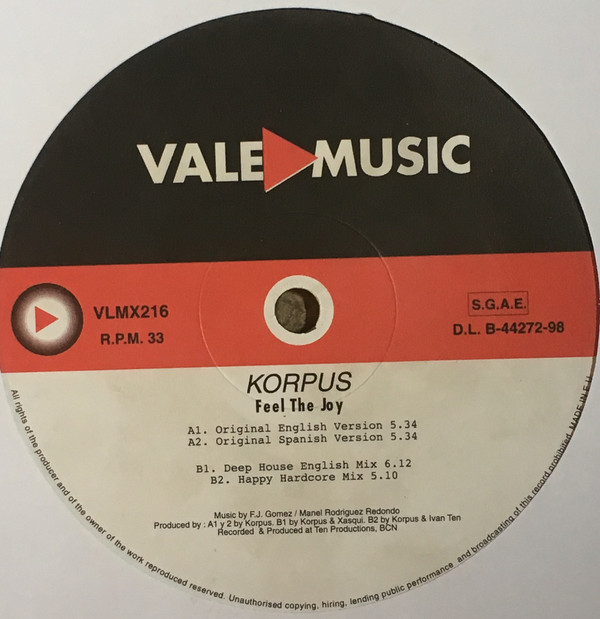 VALE MUSIC
VLMX216
R.P.M. 33
S.G.A.E.
D.L. B-44272-98
KORPUS
Feel The Joy
A1. Original English Version 5.34
A2. Original Spanish Version 5.34
B1. Deep House English Mix 6.12
B2. Happy Hardcore Mix 5.10
Music by F.J. Gomez / Manel Rodriguez Redondo
Produced by : A1 y 2 by Korpus. B1 by Korpus & Xasqui. B2 by Korpus & Ivan Ten
Recorded & Produced at Ten Productions, BCN
All rights of the producer and of the owner of the work reproduced reserved. Unauthorised copying, hiring, lending public performance and broadcasting of this record prohibited. MADE IN E.U.